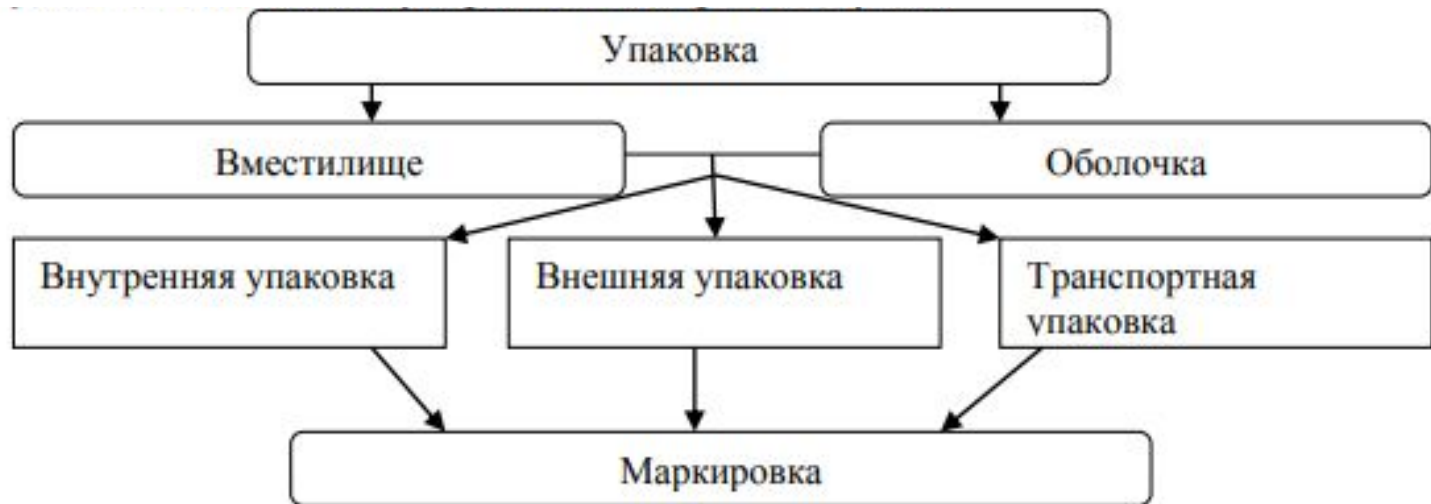 Упаковка
Вместилище
Оболочка
Внутренняя упаковка
Внешняя упаковка
Транспортная
упаковка
Маркировка